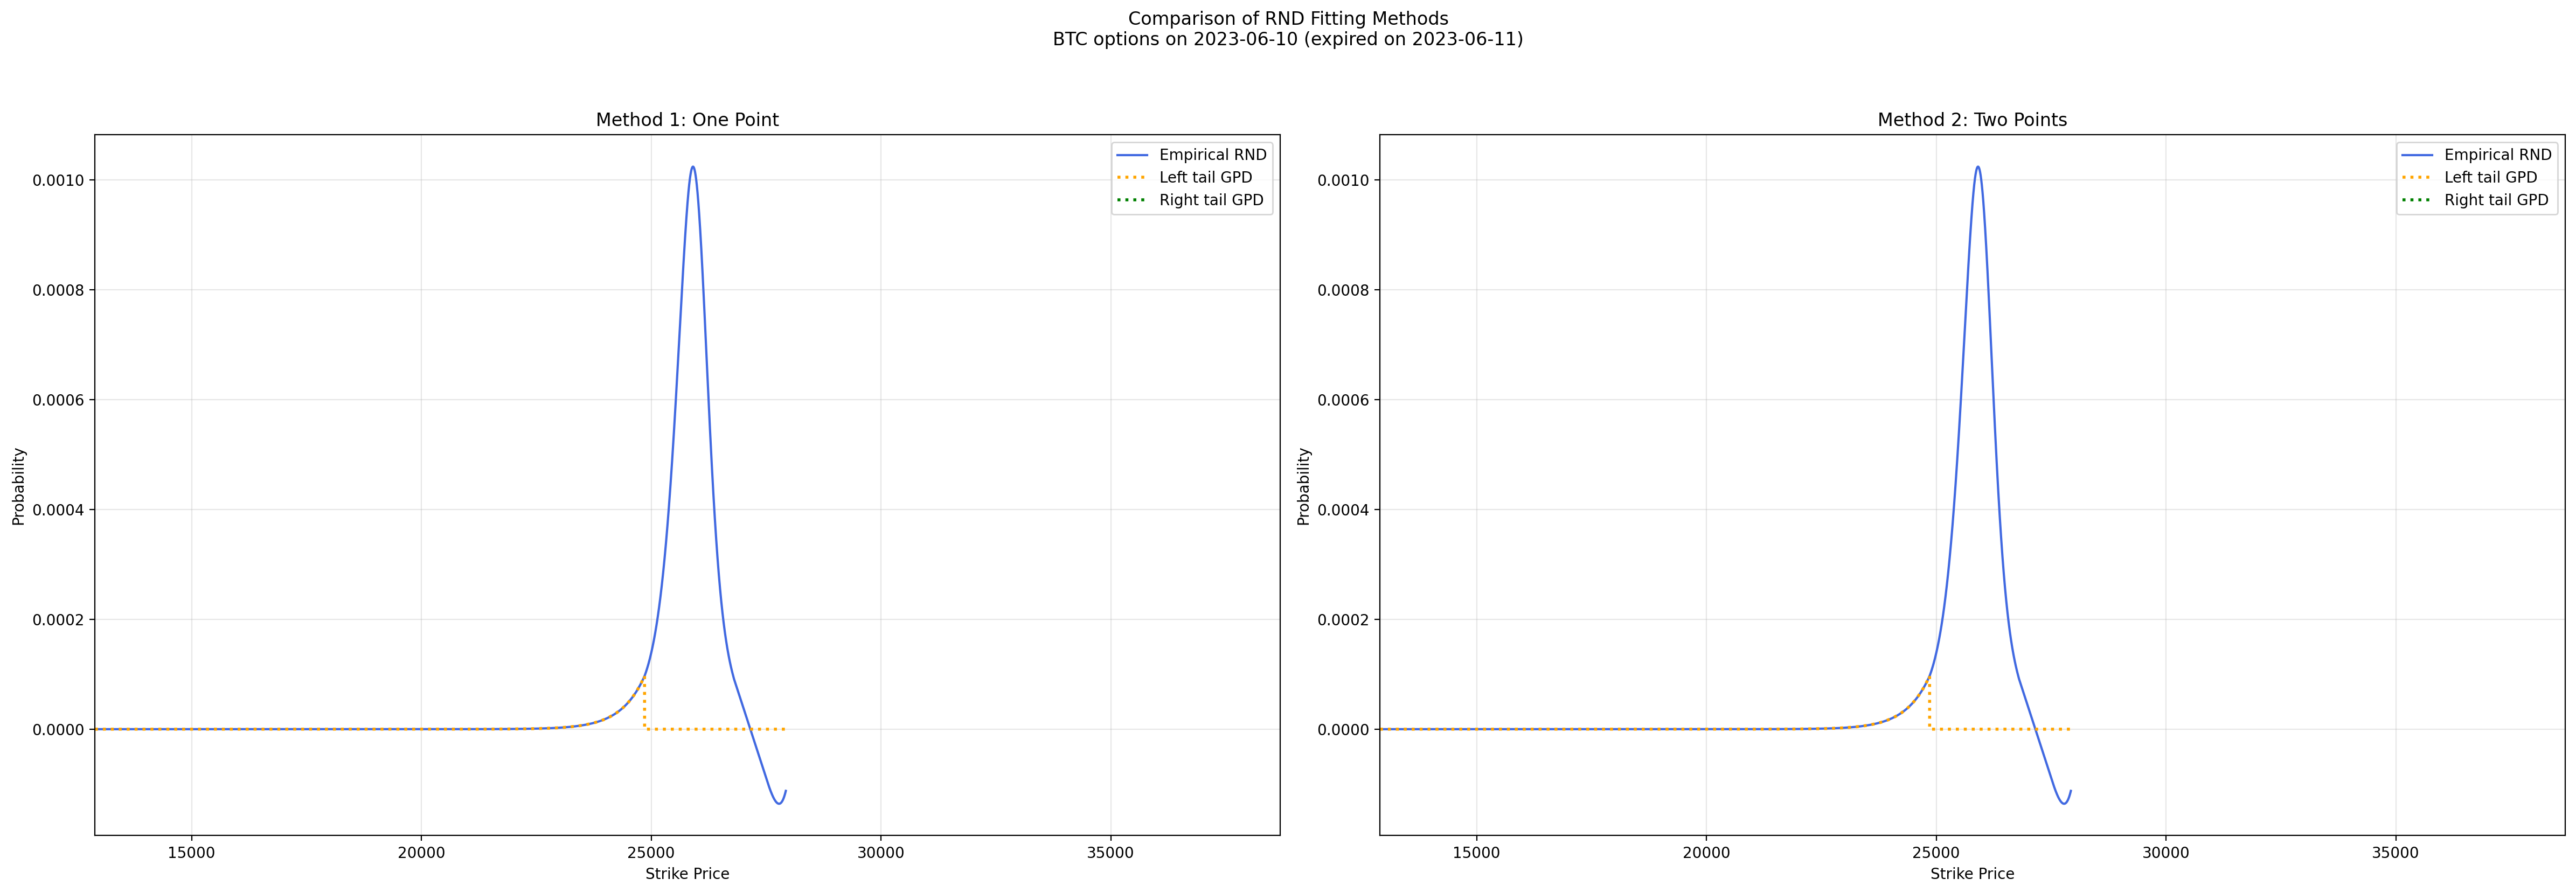 Comparison of RND Fitting Methods
BTC options on 2023-06-10 (expired on 2023-06-11)
Method 1: One Point
Empirical RND
Left tail GPD
Right tail GPD
Probability
0.0010
0.0008
0.0006
0.0004
0.0002
0.0000
15000
20000
25000
30000
35000
Strike Price
Method 2: Two Points
Empirical RND
Left tail GPD
Right tail GPD
Probability
0.0010
0.0008
0.0006
0.0004
0.0002
0.0000
15000
20000
25000
30000
35000
Strike Price